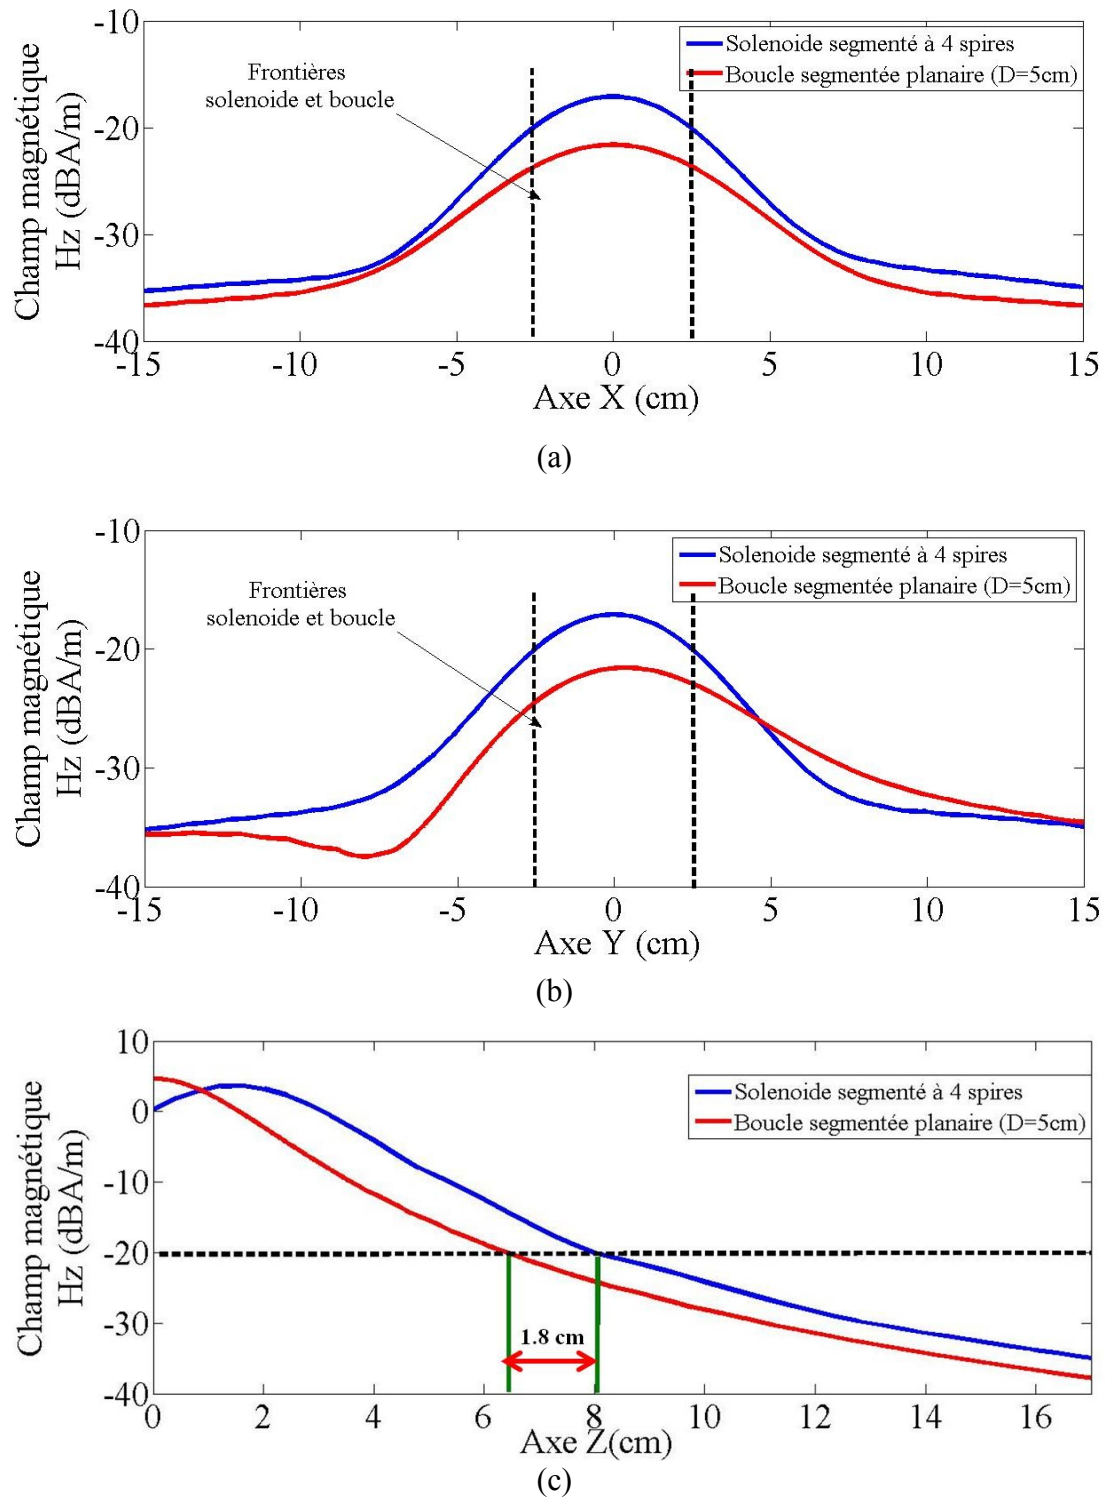 -10
-20
-30
-40
Champ magnétique
Hz (dBA/m)
Frontières
solenoide et boucle
Solenoide segmenté à 4 spires
Boucle segmentée planaire (D=5cm)
-15 -10 -5 0 5 10 15
Axe X (cm)
(a)
-10
-20
-30
-40
Champ magnétique
Hz (dBA/m)
Frontières
solenoide et boucle
Solenoide segmenté à 4 spires
Boucle segmentée planaire (D=5cm)
-15 -10 -5 0 5 10 15
Axe Y (cm)
(b)
10
0
-10
-20
-30
-40
Champ magnétique
Hz (dBA/m)
Solenoide segmenté à 4 spires
Boucle segmentée planaire (D=5cm)
1.8 cm
0 2 4 6 8 10 12 14 16
Axe Z(cm)
(c)